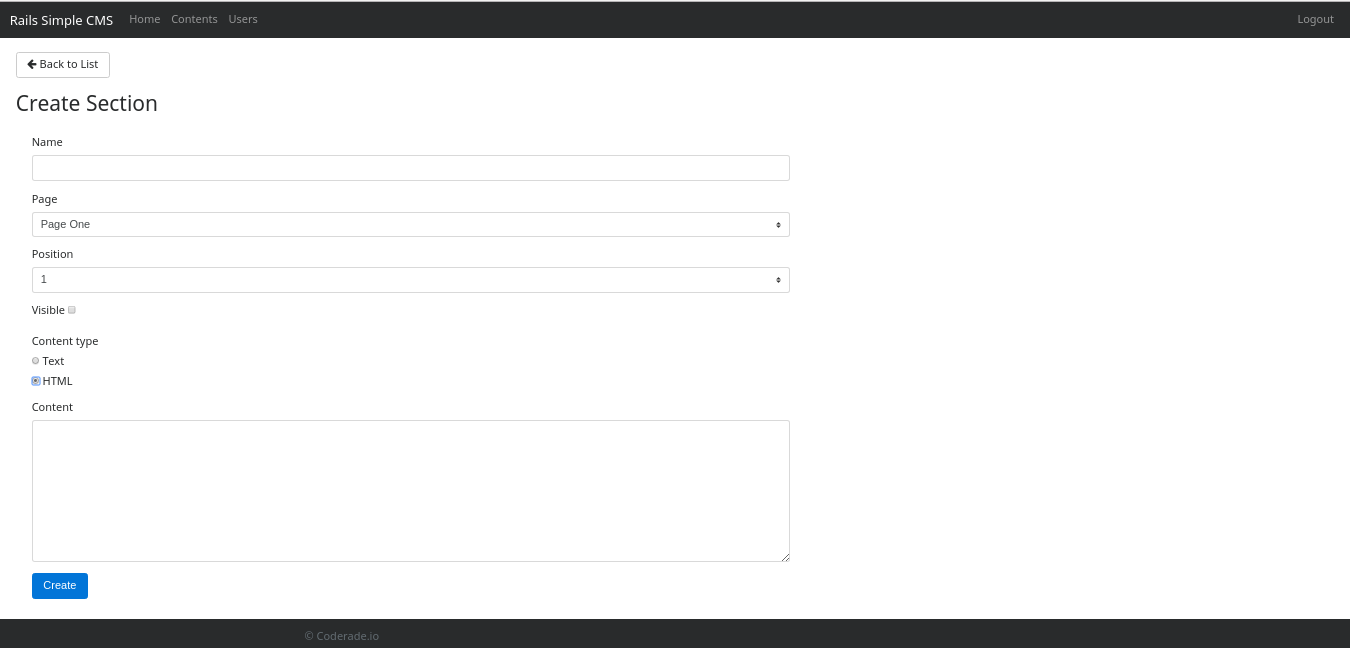 Rails Simple CMS Home Contents Users Logout
Back to List
Create Section
Name
Page
Page One
Position
1
Visible
Content type
Text
HTML
Content
Create
© Coderade.io